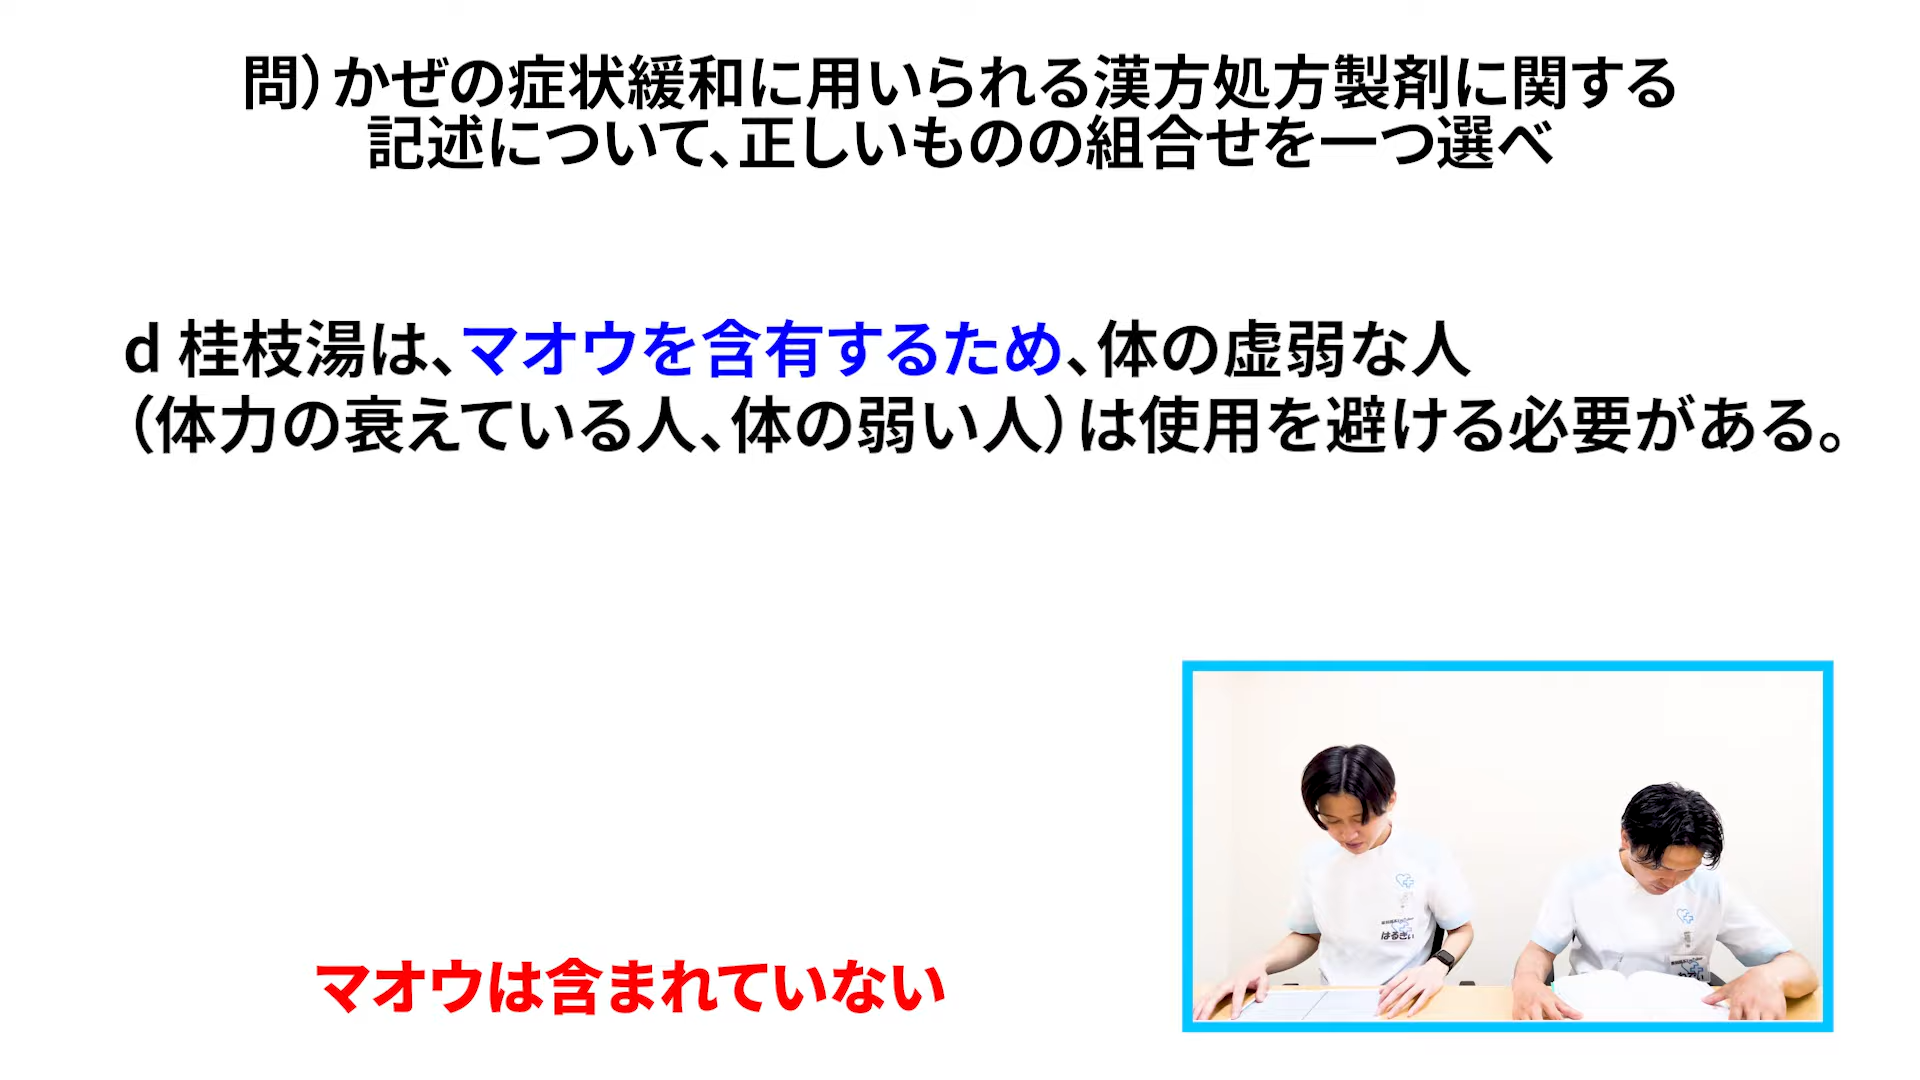 問）かぜの症状緩和に用いられる漢方処方製剤に関する
記述について、正しいものの組合せを一つ選べ
d 桂枝湯は、マオウを含有するため、体の虚弱な人
（体力の衰えている人、体の弱い人）は使用を避ける必要がある。
はるきぃ
マオウは含まれていない